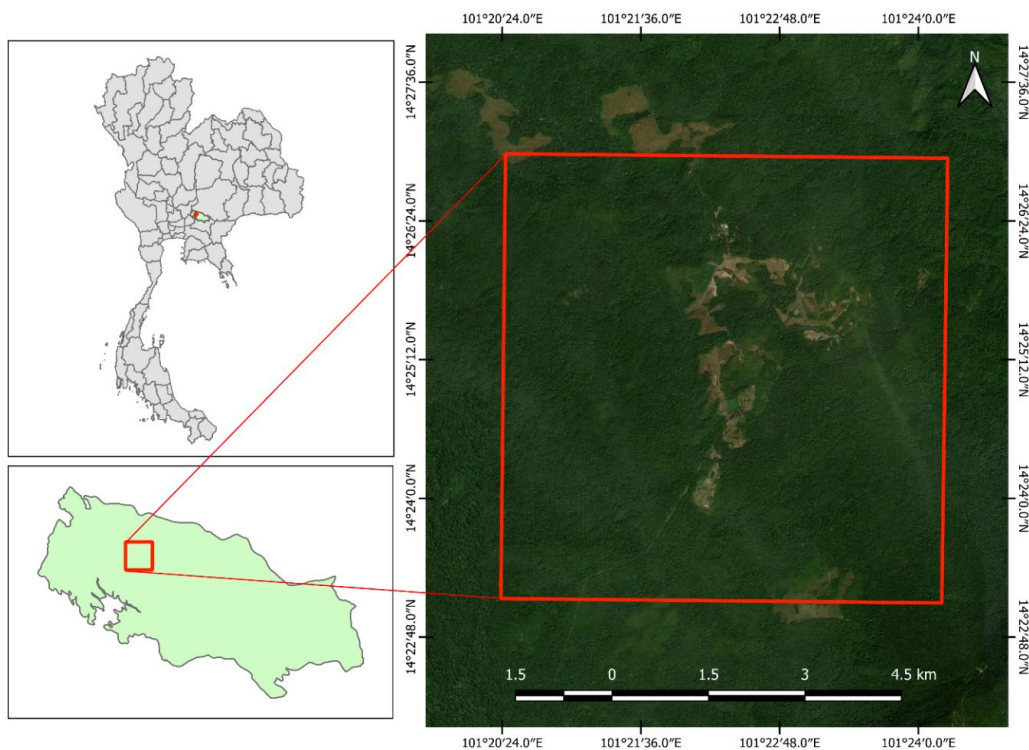 101°20′24.0″E 101°21′36.0″E 101°22′48.0″E 101°24′0.0″E
14°27′36.0″N 14°27′36.0″N
N
14°26′24.0″N 14°26′24.0″N
14°25′12.0″N 14°25′12.0″N
14°24′0.0″N 14°24′0.0″N
14°22′48.0″N 14°22′48.0″N
1.5 0 1.5 3 4.5 km
101°20′24.0″E 101°21′36.0″E 101°22′48.0″E 101°24′0.0″E